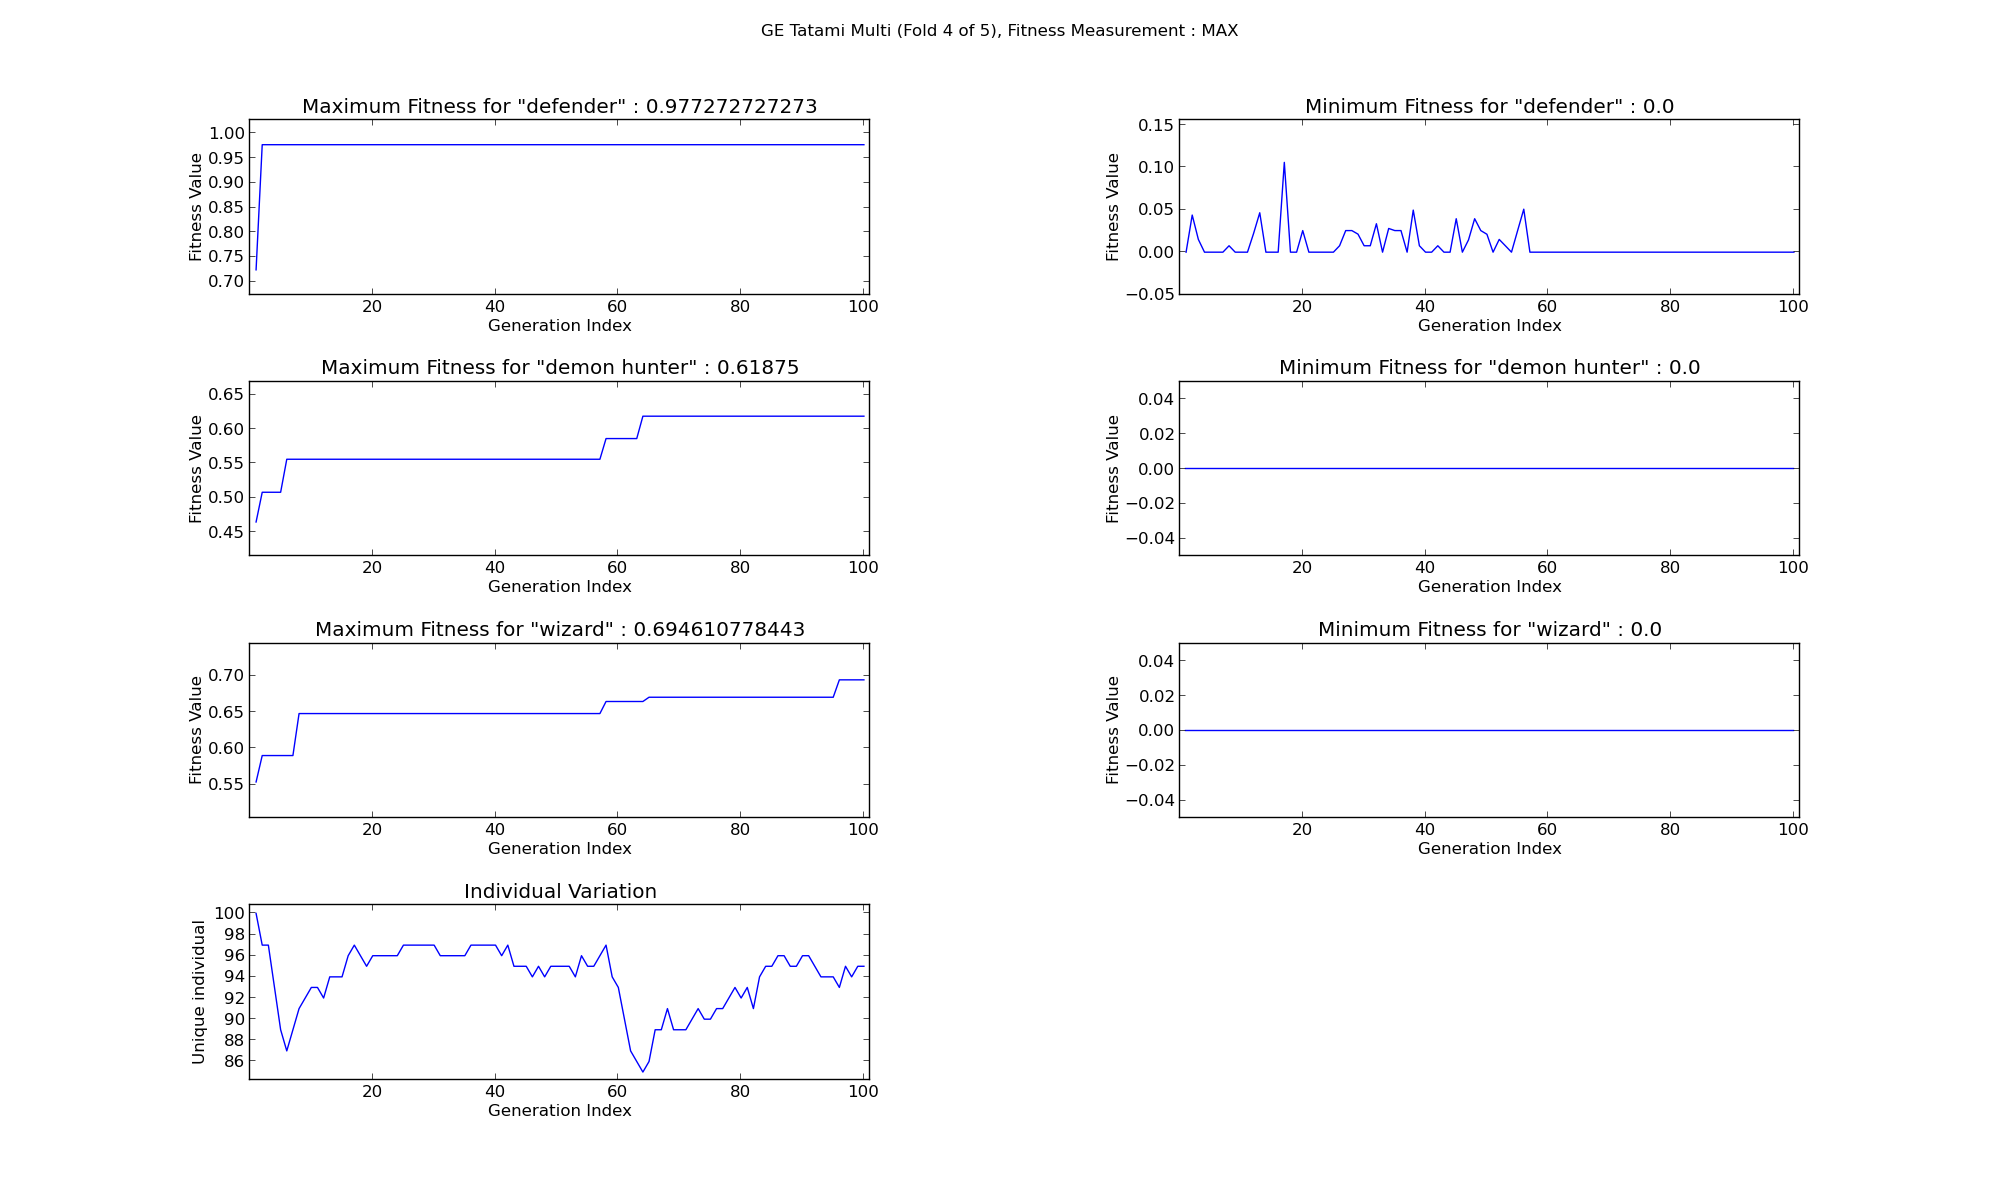 GE Tatami Multi (Fold 4 of 5), Fitness Measurement : MAX
Maximum Fitness for "defender" : 0.977272727273
1.00
0.95
0.90
0.85
0.80
0.75
0.70
Fitness Value
20 40 60 80 100
Generation Index
Minimum Fitness for "defender" : 0.0
0.15
0.10
0.05
0.00
−0.05
Fitness Value
20 40 60 80 100
Generation Index
Maximum Fitness for "demon hunter" : 0.61875
0.65
0.60
0.55
0.50
0.45
Fitness Value
20 40 60 80 100
Generation Index
Minimum Fitness for "demon hunter" : 0.0
0.04
0.02
0.00
−0.02
−0.04
Fitness Value
20 40 60 80 100
Generation Index
Maximum Fitness for "wizard" : 0.694610778443
0.70
0.65
0.60
0.55
Fitness Value
20 40 60 80 100
Generation Index
Minimum Fitness for "wizard" : 0.0
0.04
0.02
0.00
−0.02
−0.04
Fitness Value
20 40 60 80 100
Generation Index
Individual Variation
100
98
96
94
92
90
88
86
Unique individual
20 40 60 80 100
Generation Index